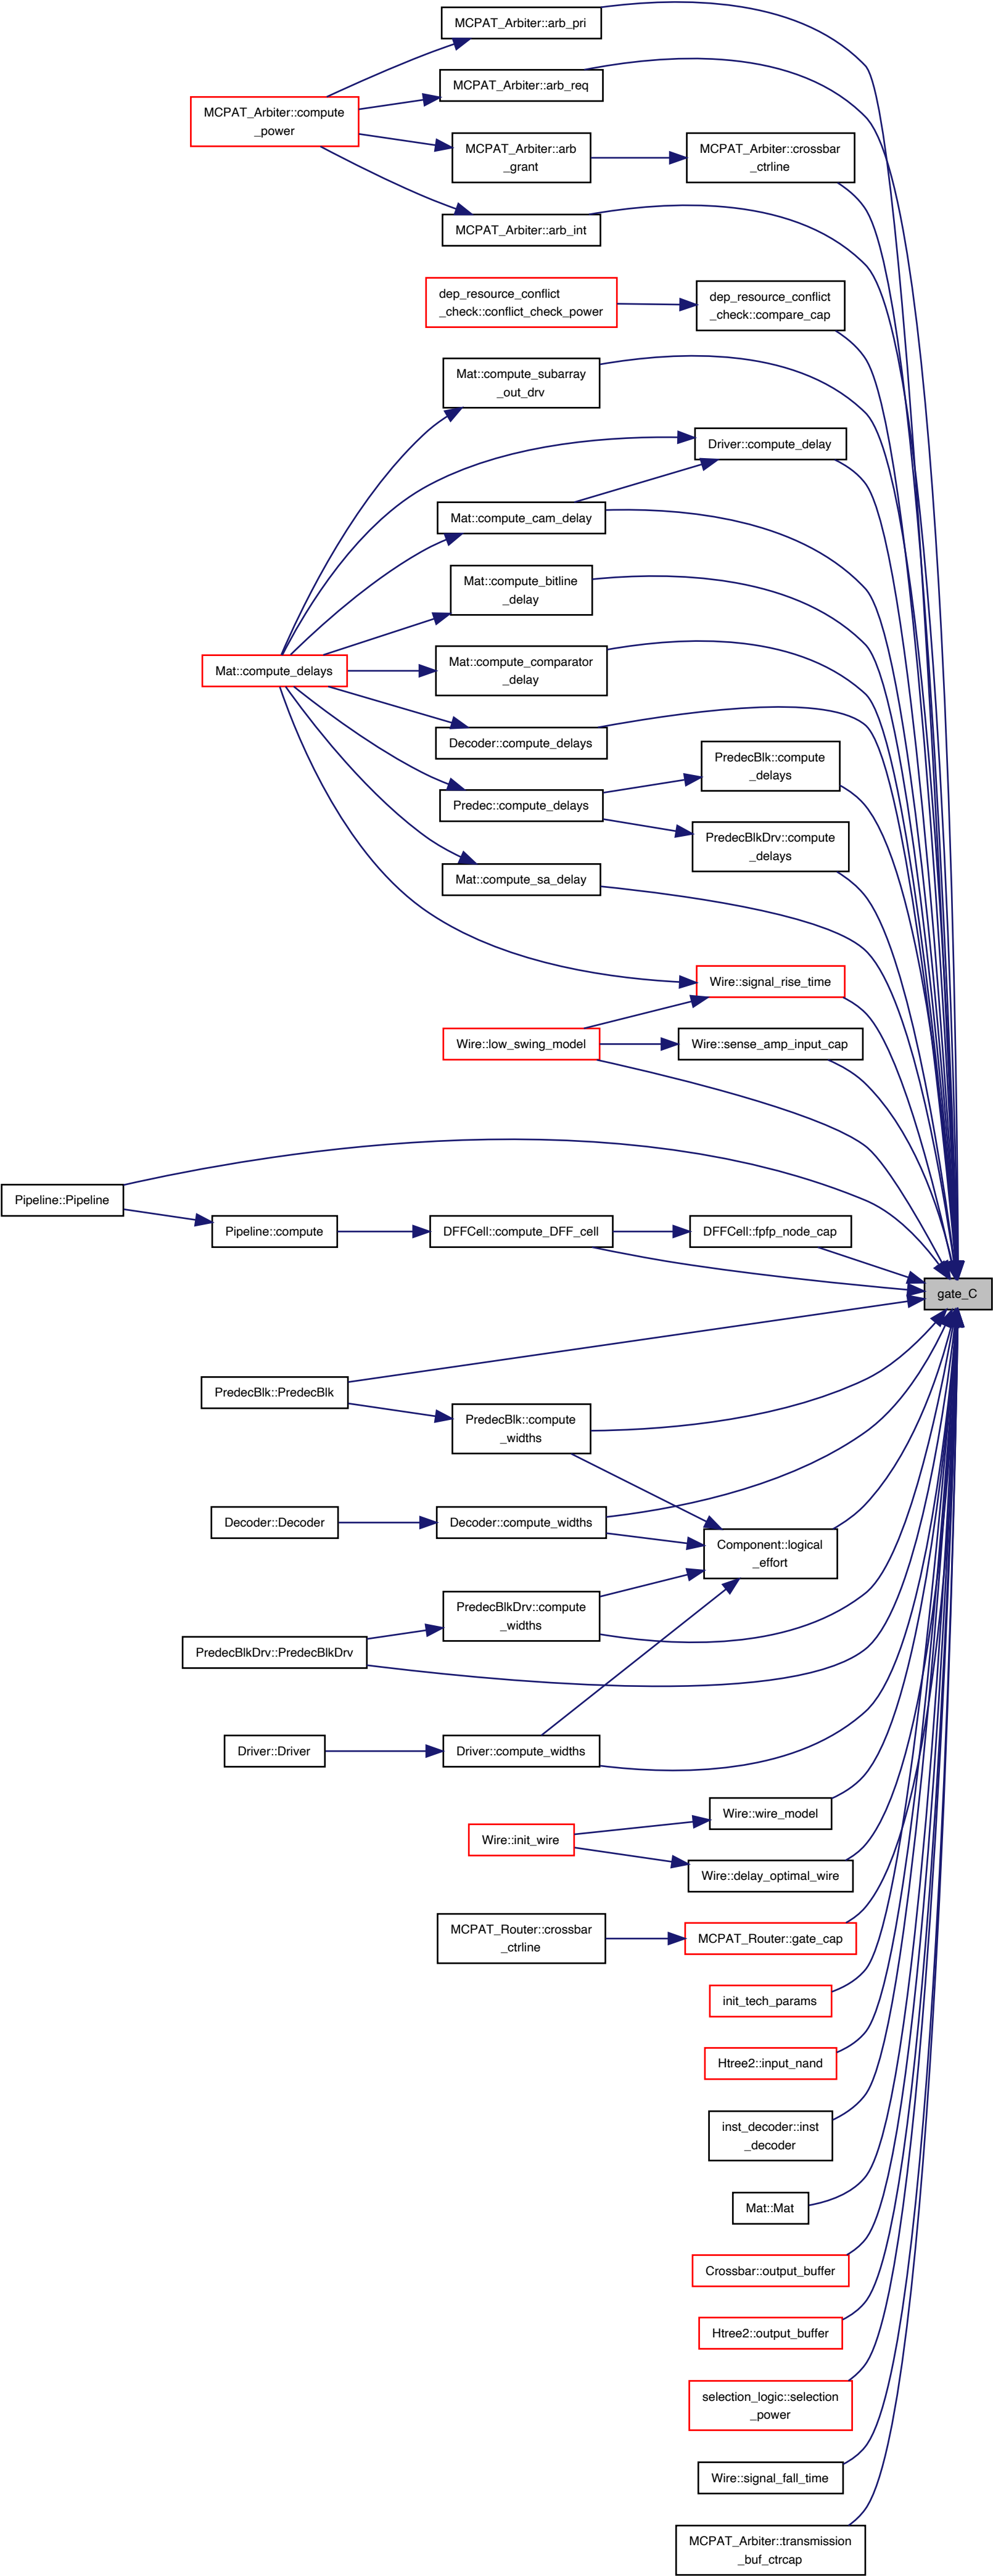 MCPAT_Arbiter::arb_pri
MCPAT_Arbiter::arb_req
MCPAT_Arbiter::compute
_power
MCPAT_Arbiter::arb
_grant
MCPAT_Arbiter::crossbar
_ctrline
MCPAT_Arbiter::arb_int
dep_resource_conflict
_check::conflict_check_power
dep_resource_conflict
_check::compare_cap
Mat::compute_subarray
_out_drv
Driver::compute_delay
Mat::compute_cam_delay
Mat::compute_bitline
_delay
Mat::compute_delays
Mat::compute_comparator
_delay
Decoder::compute_delays
PredecBlk::compute
_delays
Predec::compute_delays
PredecBlkDrv::compute
_delays
Mat::compute_sa_delay
Wire::signal_rise_time
Wire::low_swing_model
Wire::sense_amp_input_cap
Pipeline::Pipeline
Pipeline::compute
DFFCell::compute_DFF_cell
DFFCell::fpfp_node_cap
gate_C
PredecBlk::PredecBlk
PredecBlk::compute
_widths
Decoder::Decoder
Decoder::compute_widths
Component::logical
_effort
PredecBlkDrv::compute
_widths
PredecBlkDrv::PredecBlkDrv
Driver::Driver
Driver::compute_widths
Wire::wire_model
Wire::init_wire
Wire::delay_optimal_wire
MCPAT_Router::crossbar
_ctrline
MCPAT_Router::gate_cap
init_tech_params
Htree2::input_nand
inst_decoder::inst
_decoder
Mat::Mat
Crossbar::output_buffer
Htree2::output_buffer
selection_logic::selection
_power
Wire::signal_fall_time
MCPAT_Arbiter::transmission
_buf_ctrcap